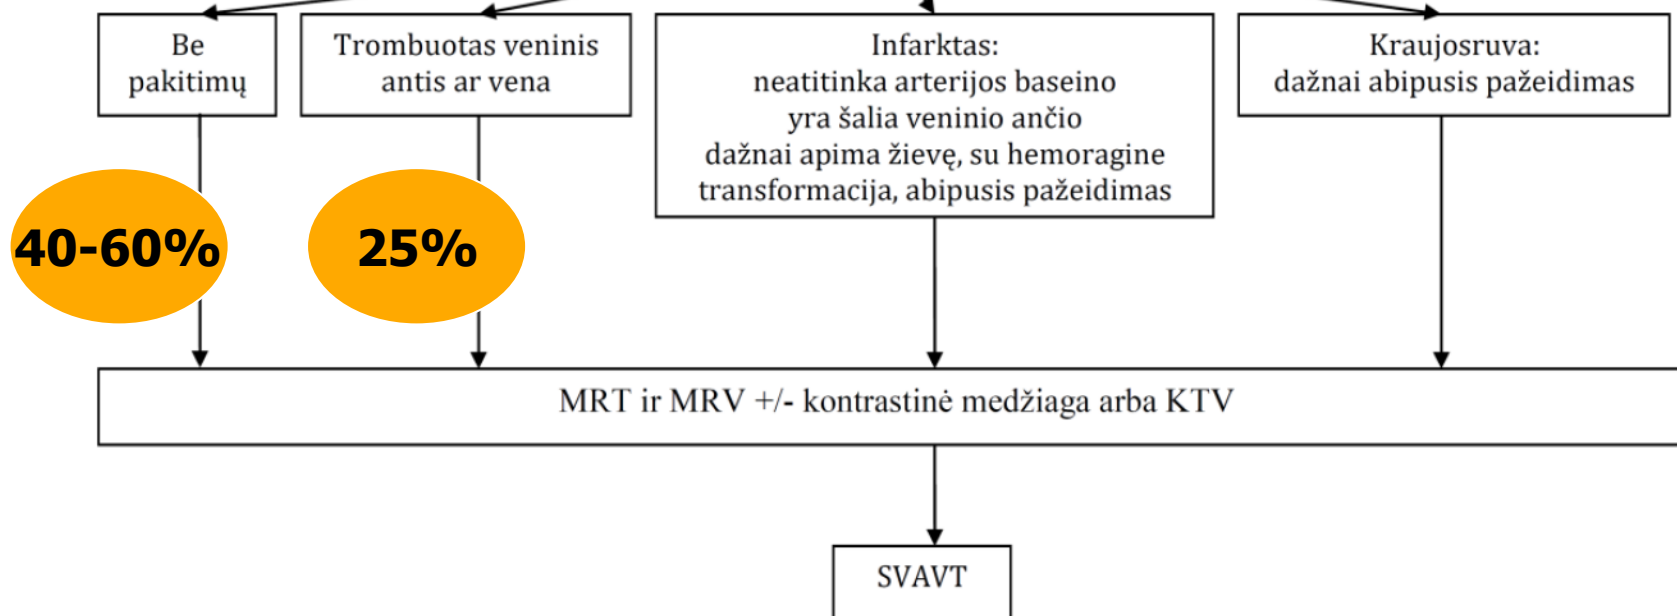 Be
pakitimų
Trombuotas veninis
antis ar vena
Infarktas:
neatitinka arterijos baseino
yra šalia veninio ančio
dažnai apima žievę, su hemoragine
transformacija, abipusis pažeidimas
Kraujosruva:
dažnai abipusis pažeidimas
40-60%
25%
MRT ir MRV +/- kontrastinė medžiaga arba KTV
SVAVT